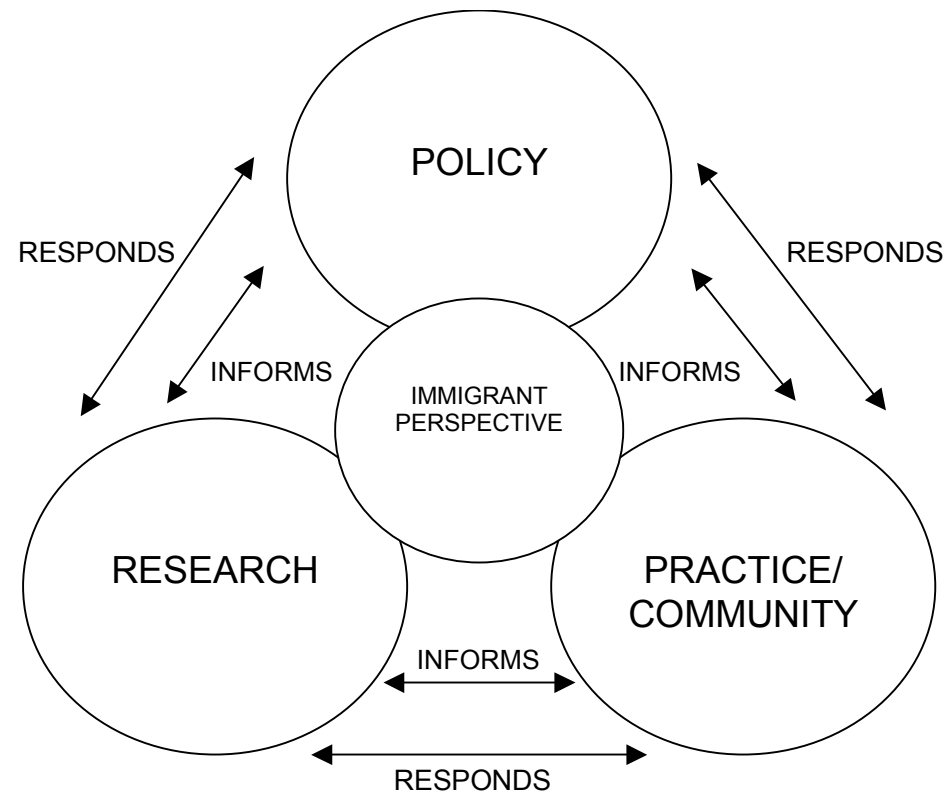 POLICY
RESPONDS
RESPONDS
INFORMS
INFORMS
IMMIGRANT
PERSPECTIVE
RESEARCH
PRACTICE/
COMMUNITY
INFORMS
RESPONDS